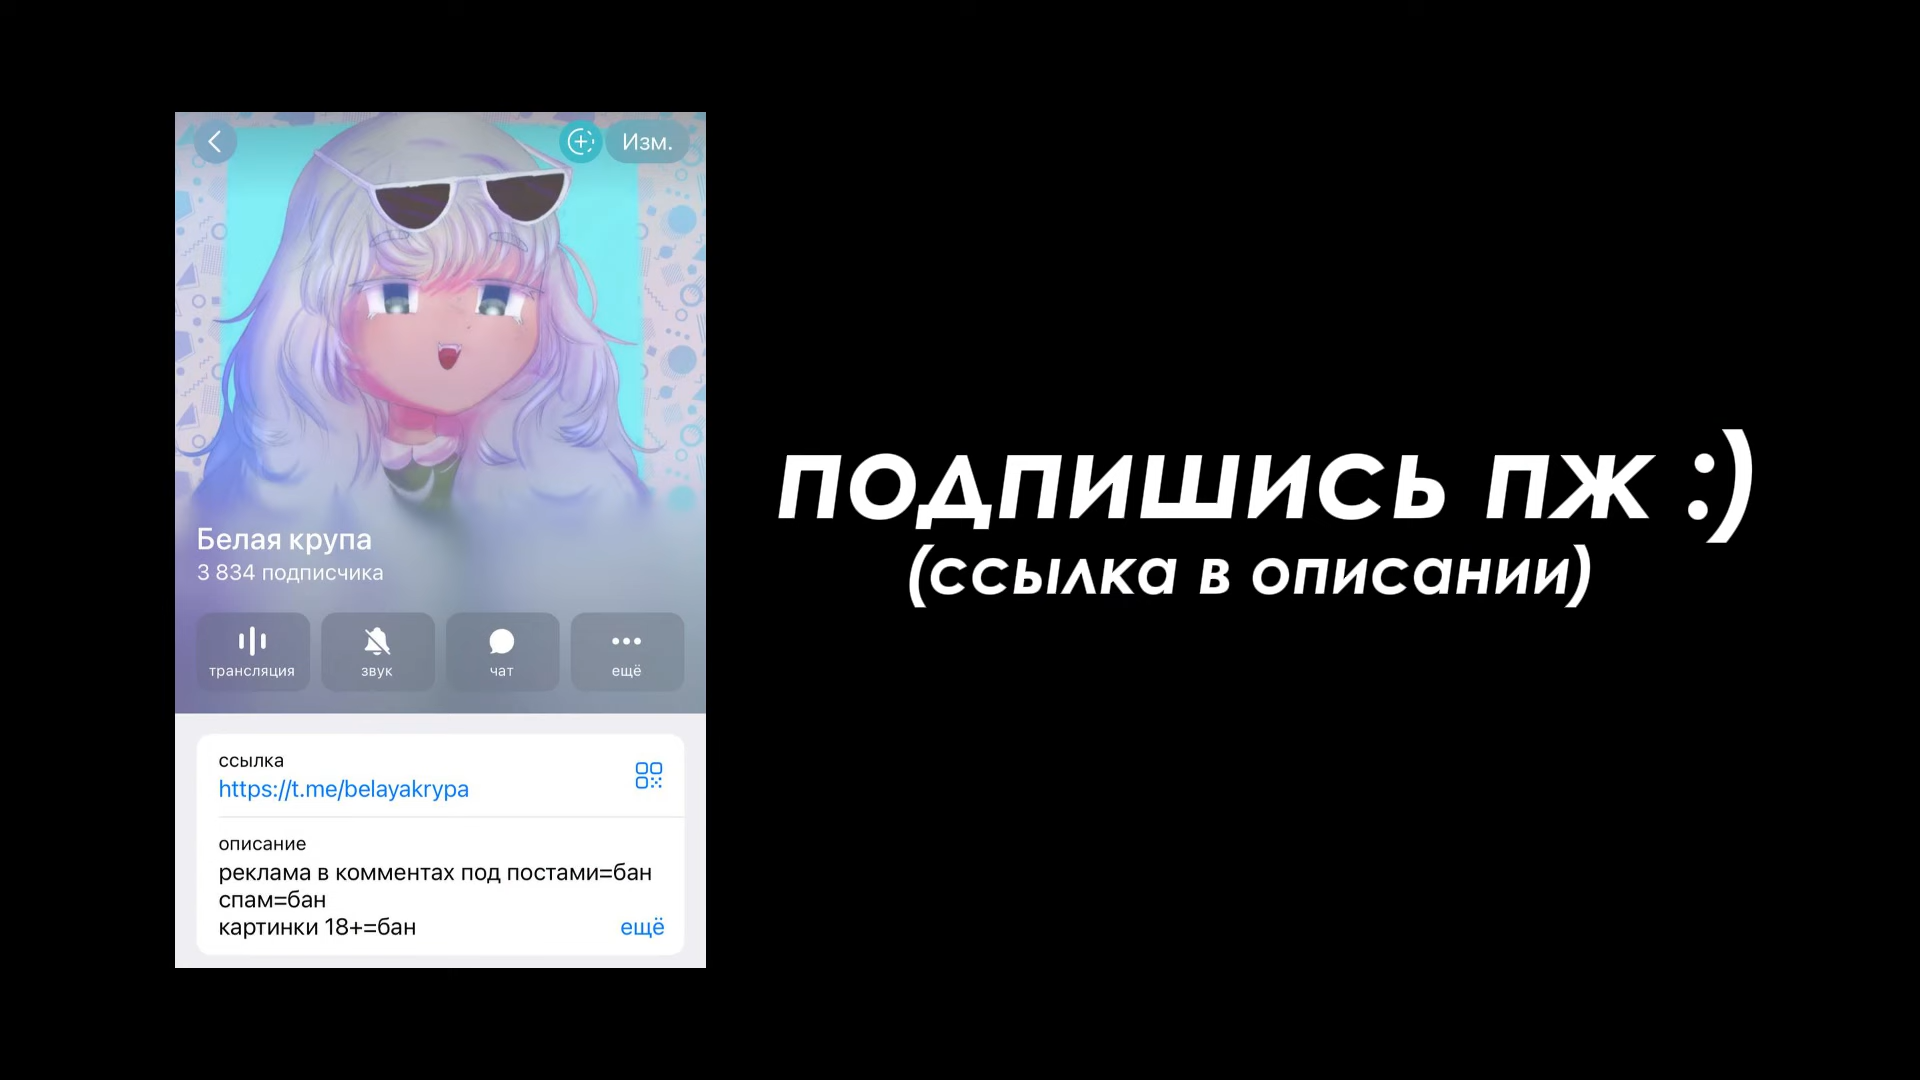 Изм.
Белая крупа
3 834 подписчика
трансляция
звук
чат
ещё
ссылка
https://t.me/belayakrypa
описание
реклама в комментах под постами=бан
спам=бан
картинки 18+=бан
ещё
подпишись пж :)
(ссылка в описании)